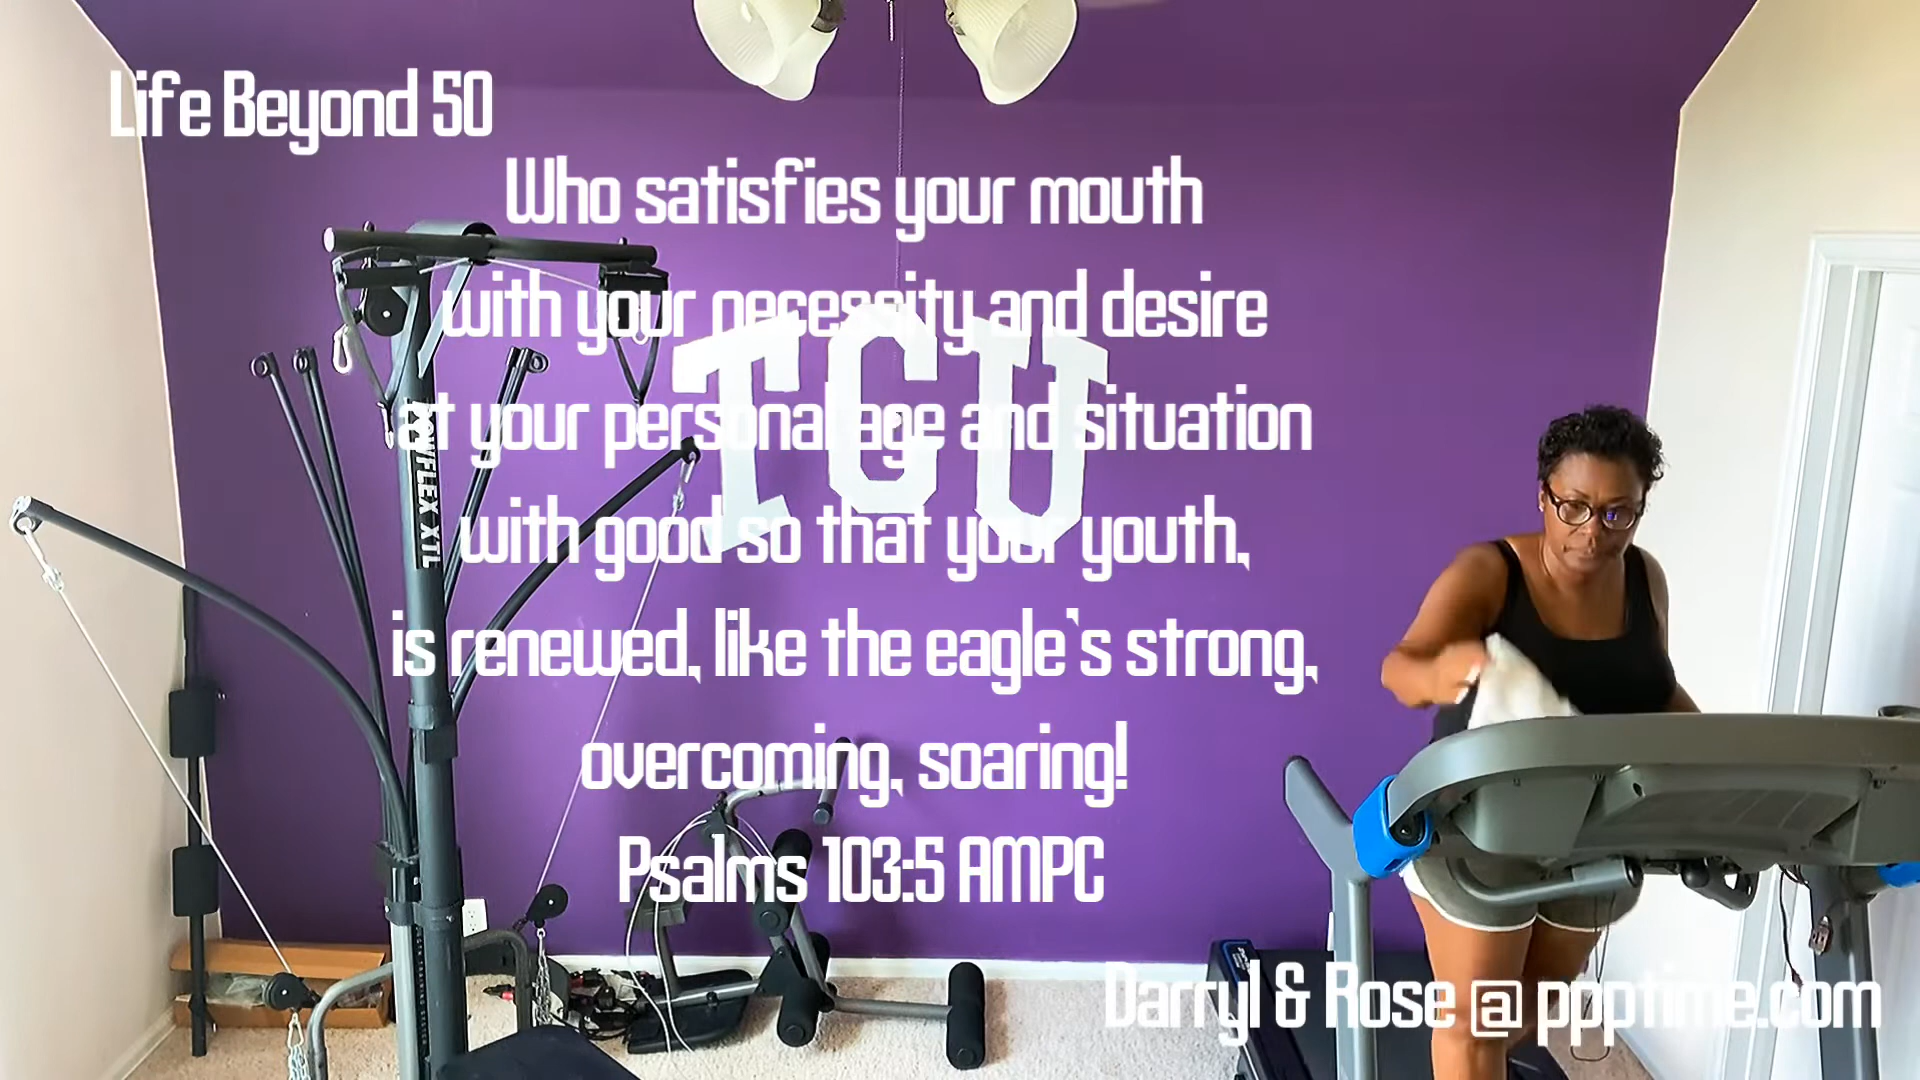 Life Beyond 50
Who satisfies your mouth
with your necessity and desire
at your personal age and situation
with good so that your youth,
is renewed, like the eagle's strong,
overcoming, soaring!
Psalms 103:5 AMPC
TCU
BOWFLEX XTL
Darryl & Rose @ ppptime.com